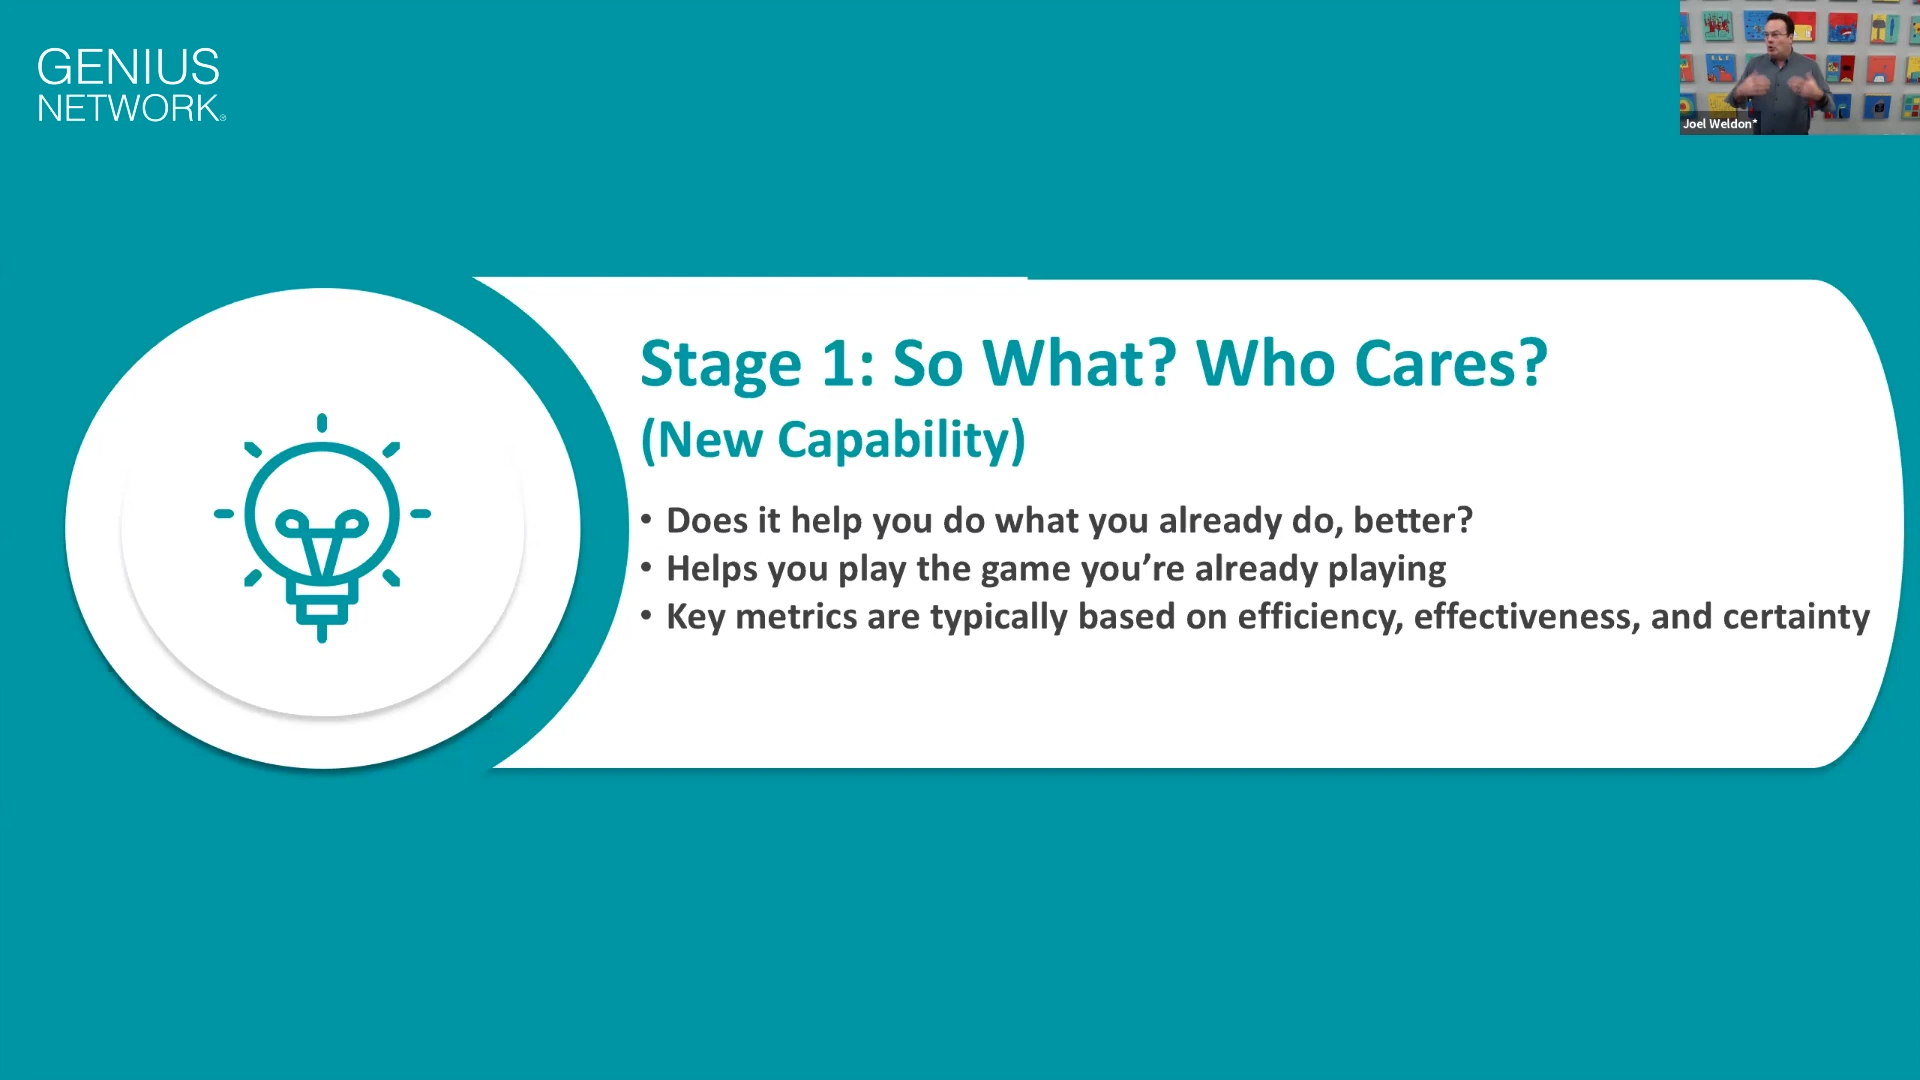 GENIUS
NETWORK®
Joel Weldon*
Stage 1: So What? Who Cares?
(New Capability)
• Does it help you do what you already do, better?
• Helps you play the game you’re already playing
• Key metrics are typically based on efficiency, effectiveness, and certainty